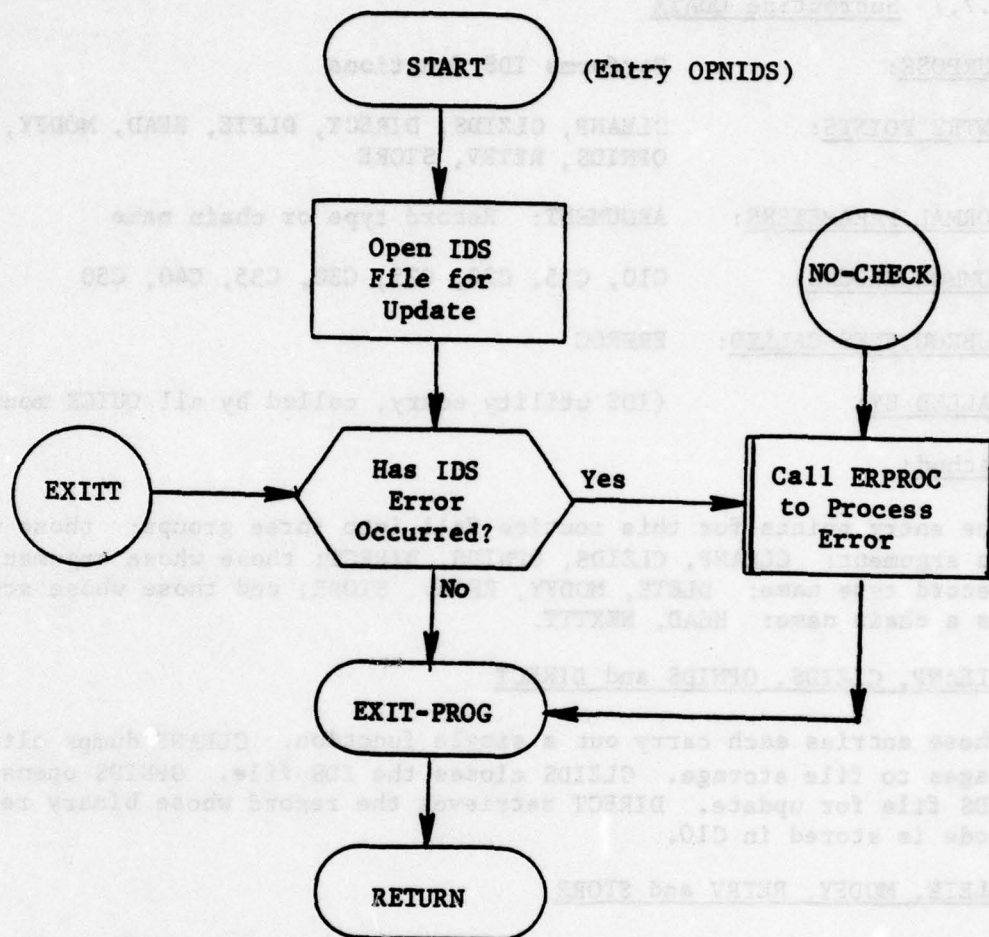 START (Entry OPNIDS)
Open IDS
File for
Update
NO-CHECK
EXITT
Has IDS
Error
Occurred?
Yes
Call ERPROC
to Process
Error
No
EXIT-PROG
RETURN